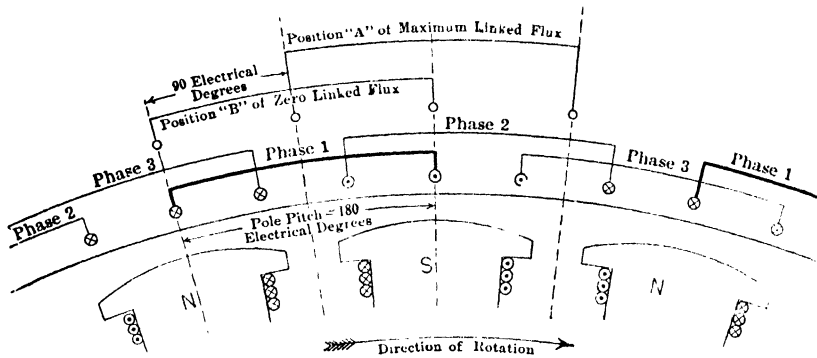 Position "A" of Maximum Linked Flux
90 Electrical
Degrees
Position "B" of Zero Linked Flux
Phase 2
Phase 3
Phase 1
Phase 3
Phase 1
Phase 2
Pole Pitch = 180
Electrical Degrees
N
S
N
Direction of Rotation